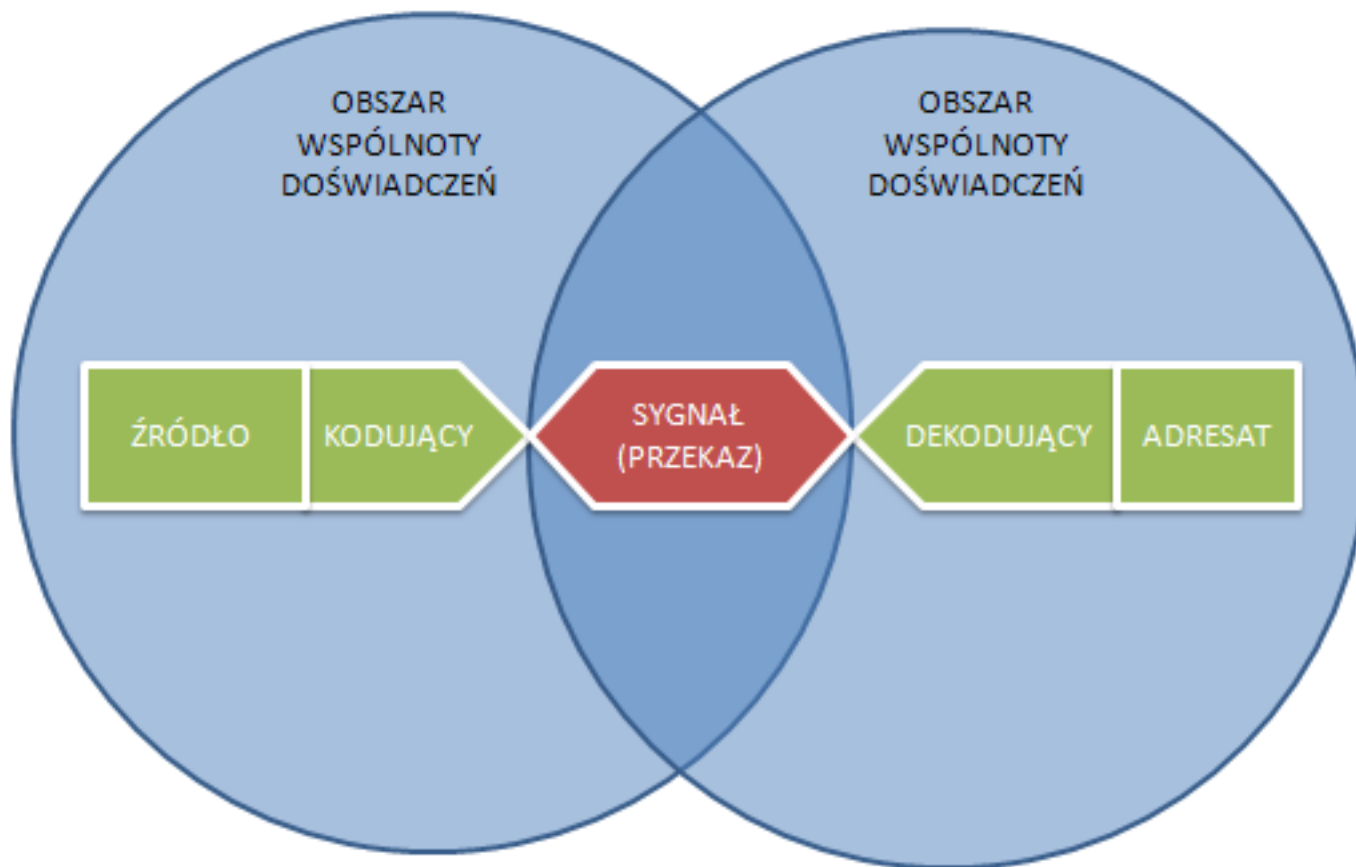 OBSZAR
WSPÓLNOTY
DOŚWIADCZEŃ
OBSZAR
WSPÓLNOTY
DOŚWIADCZEŃ
ŹRÓDŁO
KODUJĄCY
SYGNAŁ
(PRZEKAZ)
DEKODUJĄCY
ADRESAT